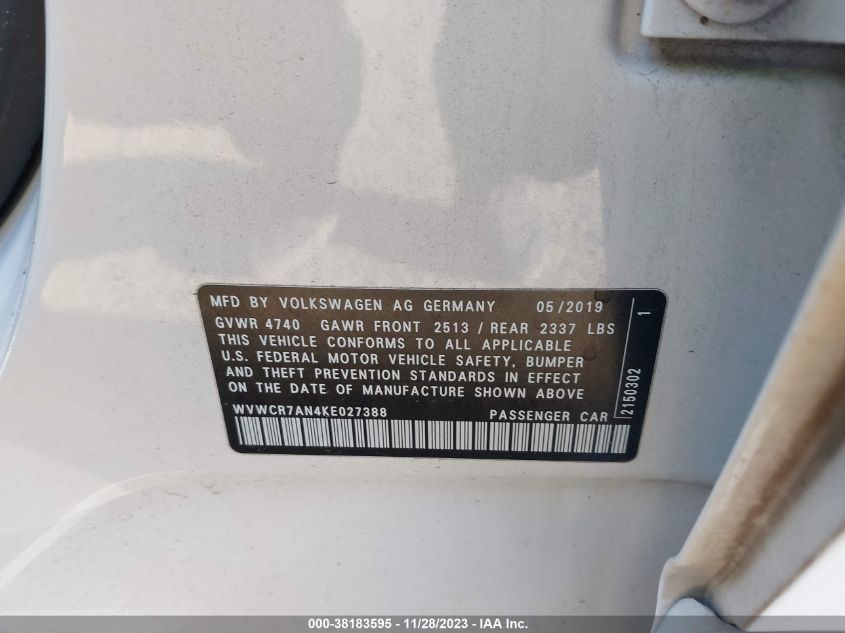 MFD BY VOLKSWAGEN AG GERMANY 05/2019
GVWR 4740 GAWR FRONT 2513 / REAR 2337 LBS
THIS VEHICLE CONFORMS TO ALL APPLICABLE
U.S. FEDERAL MOTOR VEHICLE SAFETY, BUMPER
AND THEFT PREVENTION STANDARDS IN EFFECT
ON THE DATE OF MANUFACTURE SHOWN ABOVE
WVWCR7AN4KE027388 PASSENGER CAR
2150302 1
000-38183595 - 11/28/2023 - IAA Inc.